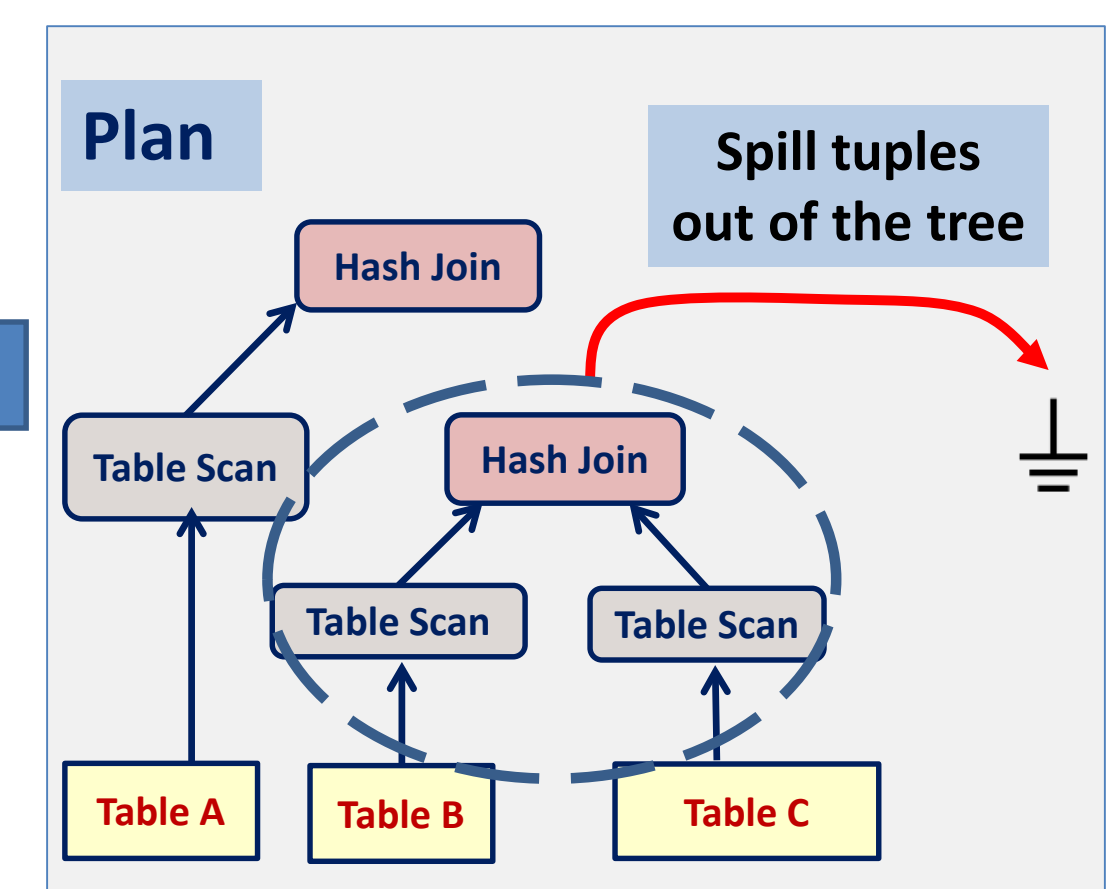 Plan
Spill tuples
out of the tree
Hash Join
Table Scan
Hash Join
Table Scan
Table Scan
Table A
Table B
Table C